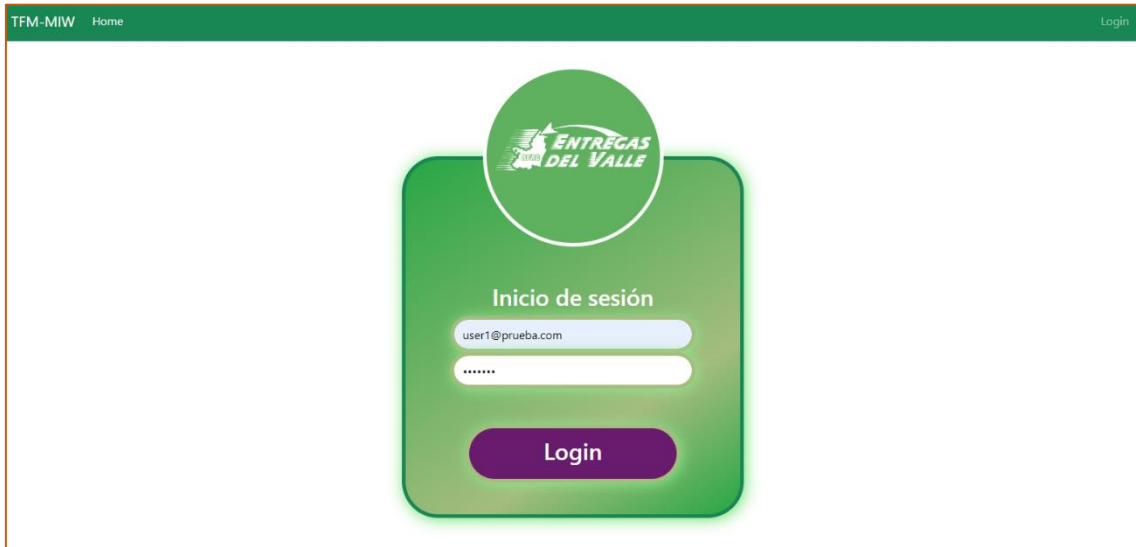 TFM-MIW Home Login
ENTREGAS
DEL VALLE
Inicio de sesión
user1@prueba.com
•••••••
Login